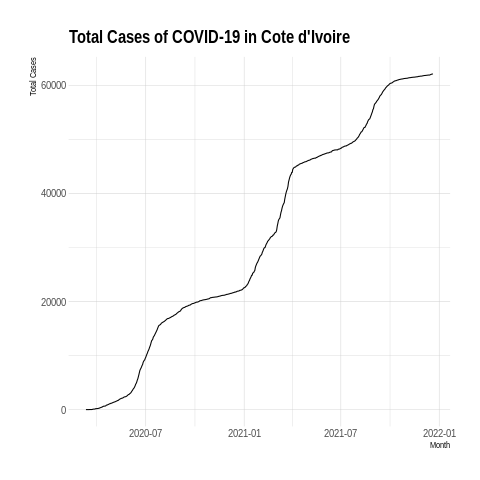 Total Cases of COVID-19 in Cote d'Ivoire
Total Cases
60000
40000
20000
0
2020-07
2021-01
2021-07
2022-01
Month